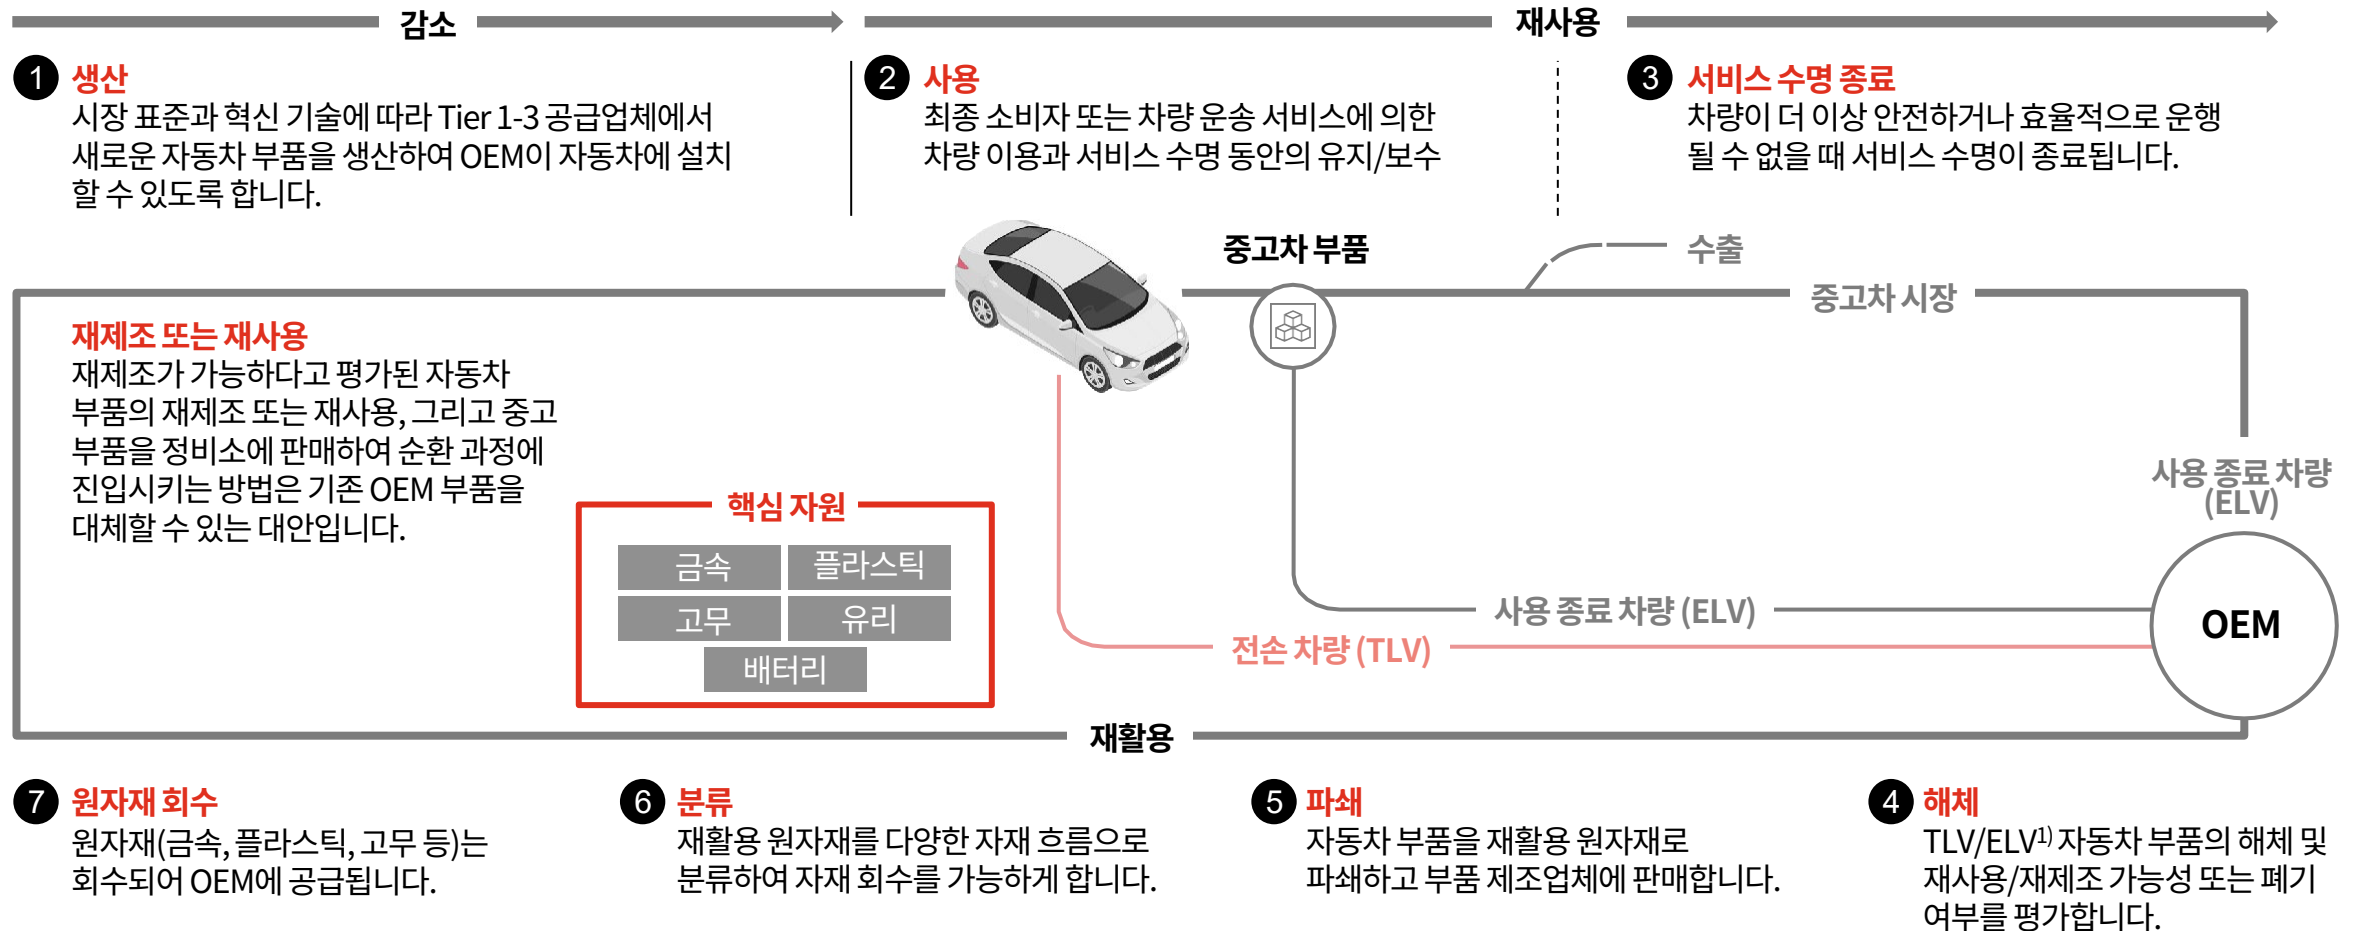 감소
재사용
1 생산
시장 표준과 혁신 기술에 따라 Tier 1-3 공급업체에서
새로운 자동차 부품을 생산하여 OEM이 자동차에 설치
할 수 있도록 합니다.
2 사용
최종 소비자 또는 차량 운송 서비스에 의한
차량 이용과 서비스 수명 동안의 유지/보수
3 서비스 수명 종료
차량이 더 이상 안전하거나 효율적으로 운행
될 수 없을 때 서비스 수명이 종료됩니다.
중고차 부품
수출
중고차 시장
재제조 또는 재사용
재제조가 가능하다고 평가된 자동차
부품의 재제조 또는 재사용, 그리고 중고
부품을 정비소에 판매하여 순환 과정에
진입시키는 방법은 기존 OEM 부품을
대체할 수 있는 대안입니다.
핵심 자원
금속
플라스틱
고무
유리
배터리
사용 종료 차량
(ELV)
OEM
사용 종료 차량 (ELV)
전손 차량 (TLV)
재활용
7 원자재 회수
원자재(금속, 플라스틱, 고무 등)는
회수되어 OEM에 공급됩니다.
6 분류
재활용 원자재를 다양한 자재 흐름으로
분류하여 자재 회수를 가능하게 합니다.
5 파쇄
자동차 부품을 재활용 원자재로
파쇄하고 부품 제조업체에 판매합니다.
4 해체
TLV/ELV1) 자동차 부품의 해체 및
재사용/재제조 가능성 또는 폐기
여부를 평가합니다.